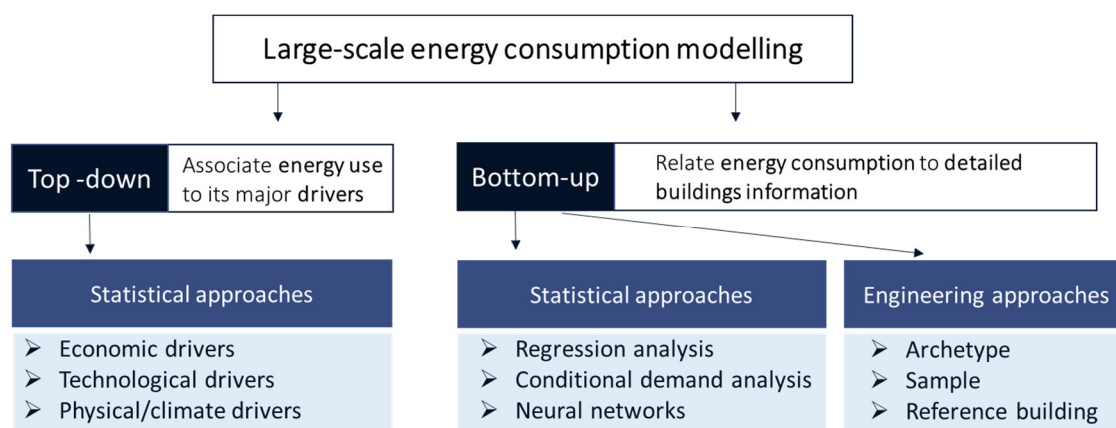 Large-scale energy consumption modelling
Top -down
Associate energy use
to its major drivers
Bottom-up
Relate energy consumption to detailed
buildings information
Statistical approaches
Economic drivers
Technological drivers
Physical/climate drivers
Statistical approaches
Regression analysis
Conditional demand analysis
Neural networks
Engineering approaches
Archetype
Sample
Reference building